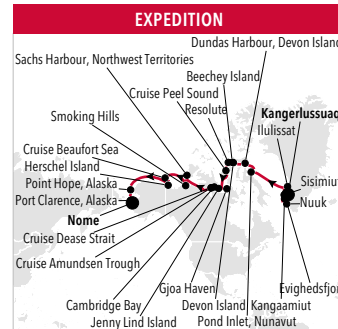 EXPEDITION
Dundas Harbour, Devon Island
Sachs Harbour, Northwest Territories
Beechey Island
Cruise Peel Sound
Resolute
Kangerlussuaq
Ilulissat
Smoking Hills
Cruise Beaufort Sea
Herschel Island
Point Hope, Alaska
Port Clarence, Alaska
Nome
Cruise Dease Strait
Cruise Amundsen Trough
Sisimiut
Nuuk
Gjoa Haven
Evighedsfjor
Cambridge Bay
Devon Island
Kangaamiut
Jenny Lind Island
Pond Inlet, Nunavut